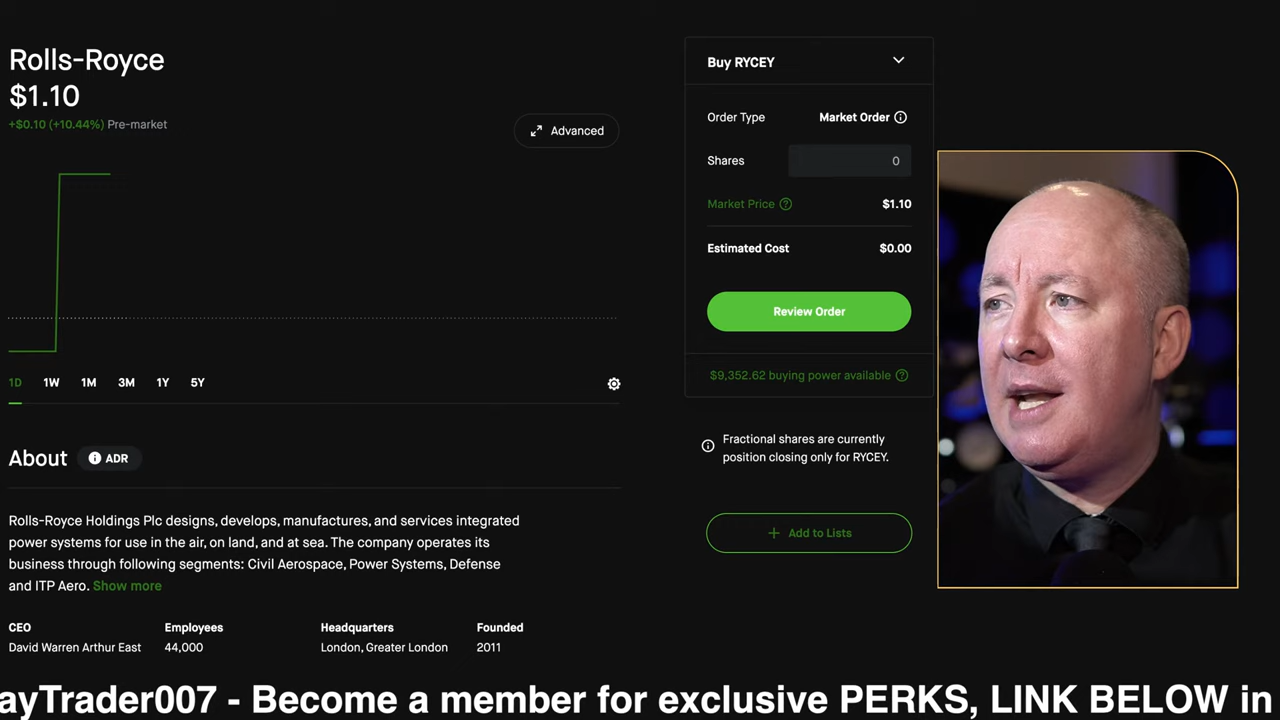 Rolls-Royce
$1.10
+$0.10 (+10.44%) Pre-market
Advanced
1D 1W 1M 3M 1Y 5Y
About ADR
Rolls-Royce Holdings Plc designs, develops, manufactures, and services integrated
power systems for use in the air, on land, and at sea. The company operates its
business through following segments: Civil Aerospace, Power Systems, Defense
and ITP Aero. Show more
CEO Employees Headquarters Founded
David Warren Arthur East 44,000 London, Greater London 2011
Buy RYCEY
Order Type Market Order
Shares 0
Market Price $1.10
Estimated Cost $0.00
Review Order
$9,352.62 buying power available
Fractional shares are currently
position closing only for RYCEY.
+ Add to Lists
ayTrader007 - Become a member for exclusive PERKS, LINK BELOW in